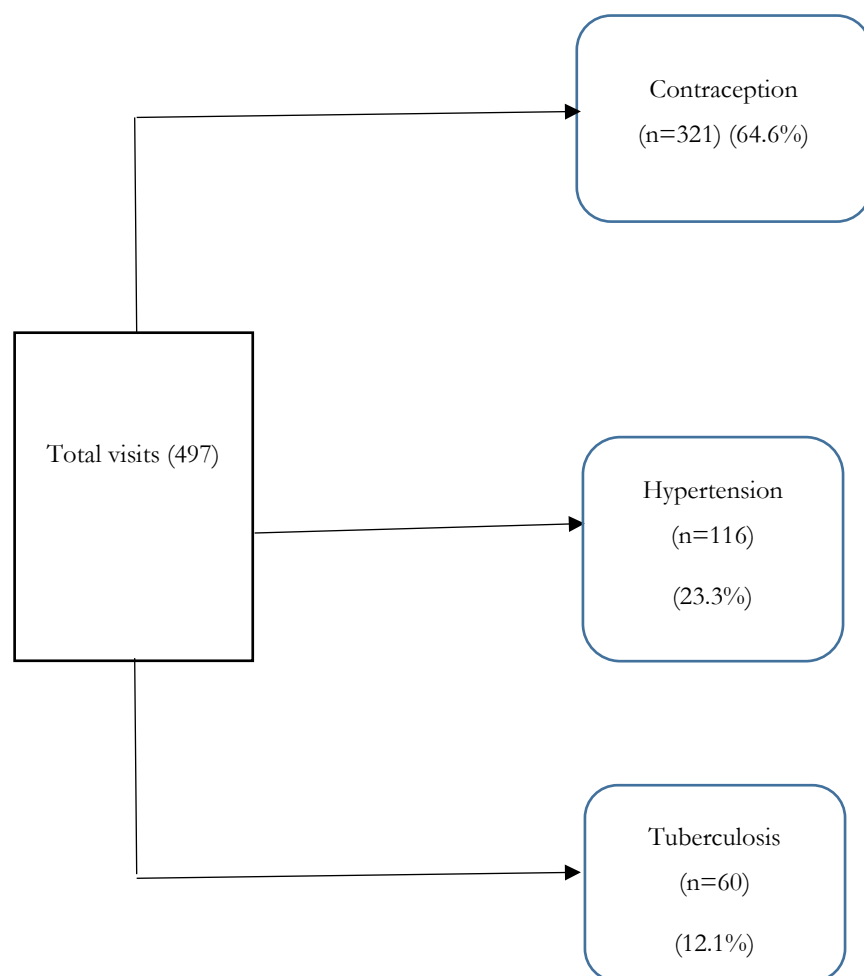 Contraception
(n=321) (64.6%)
Total visits (497)
Hypertension
(n=116)
(23.3%)
Tuberculosis
(n=60)
(12.1%)